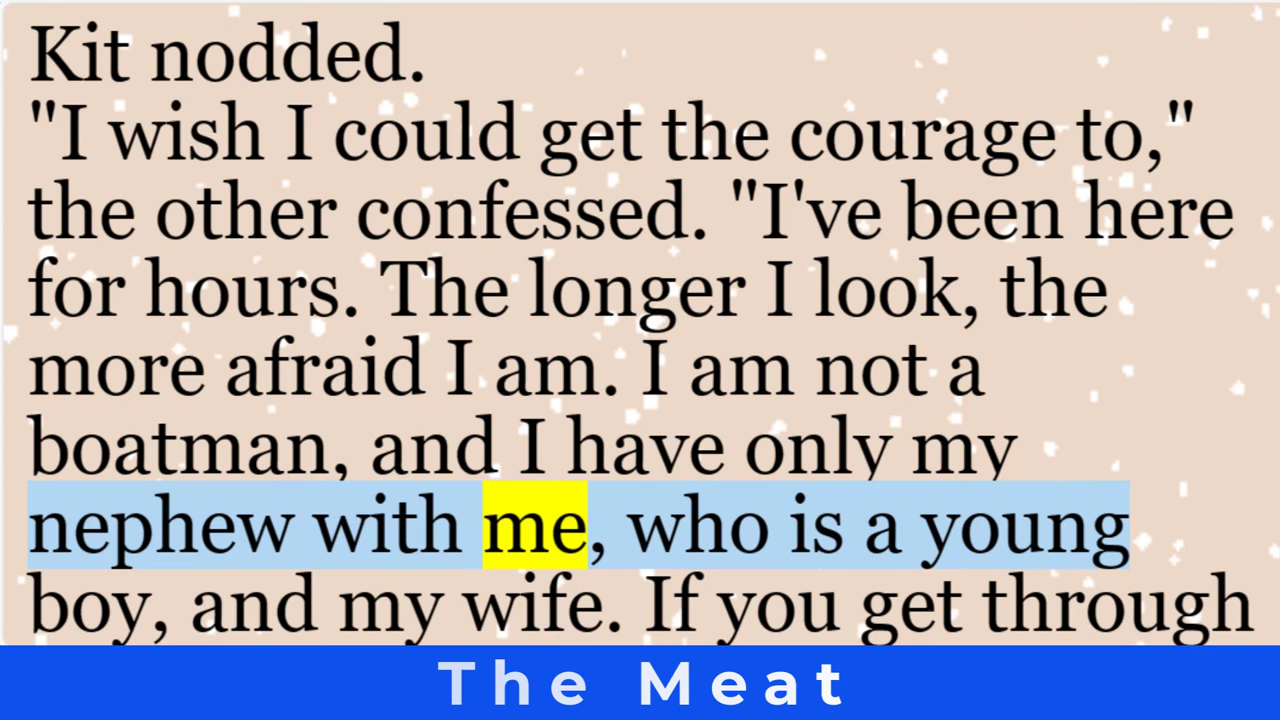 Kit nodded.
"I wish I could get the courage to,"
the other confessed. "I've been here
for hours. The longer I look, the
more afraid I am. I am not a
boatman, and I have only my
nephew with me, who is a young
boy, and my wife. If you get through
The Meat